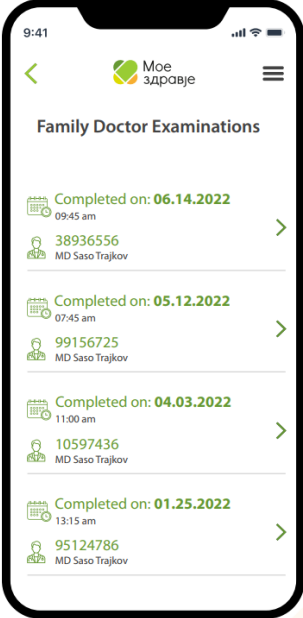 9:41
Мое
здравје
Family Doctor Examinations
Completed on: 06.14.2022
09:45 am
38936556
MD Saso Trajkov
Completed on: 05.12.2022
07:45 am
99156725
MD Saso Trajkov
Completed on: 04.03.2022
11:00 am
10597436
MD Saso Trajkov
Completed on: 01.25.2022
13:15 am
95124786
MD Saso Trajkov